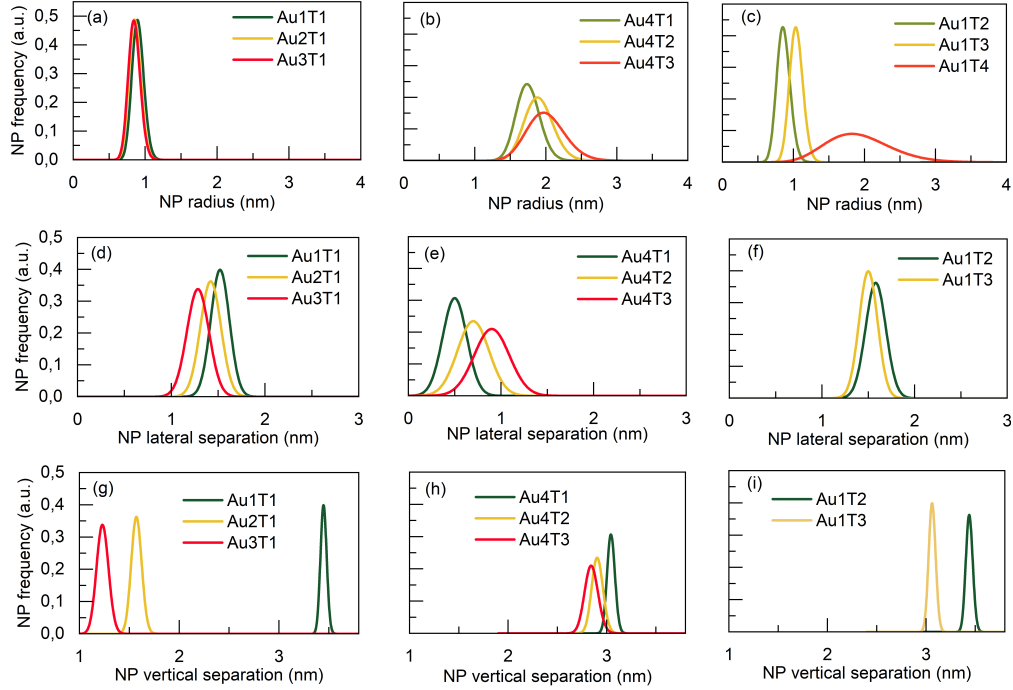 (a)
Au1T1
Au2T1
Au3T1
NP frequency (a.u.)
0,5
0,4
0,3
0,2
0,1
0,0
0 1 2 3 4
NP radius (nm)
(b)
Au4T1
Au4T2
Au4T3
0 1 2 3 4
NP radius (nm)
(c)
Au1T2
Au1T3
Au1T4
0 1 2 3 4
NP radius (nm)
(d)
Au1T1
Au2T1
Au3T1
NP frequency (a.u.)
0,5
0,4
0,3
0,2
0,1
0,0
0 1 2 3
NP lateral separation (nm)
(e)
Au4T1
Au4T2
Au4T3
0 1 2 3
NP lateral separation (nm)
(f)
Au1T2
Au1T3
0 1 2 3
NP lateral separation (nm)
(g)
Au1T1
Au2T1
Au3T1
NP frequency (a.u.)
0,5
0,4
0,3
0,2
0,1
0,0
1 2 3
NP vertical separation (nm)
(h)
Au4T1
Au4T2
Au4T3
1 2 3
NP vertical separation (nm)
(i)
Au1T2
Au1T3
1 2 3
NP vertical separation (nm)